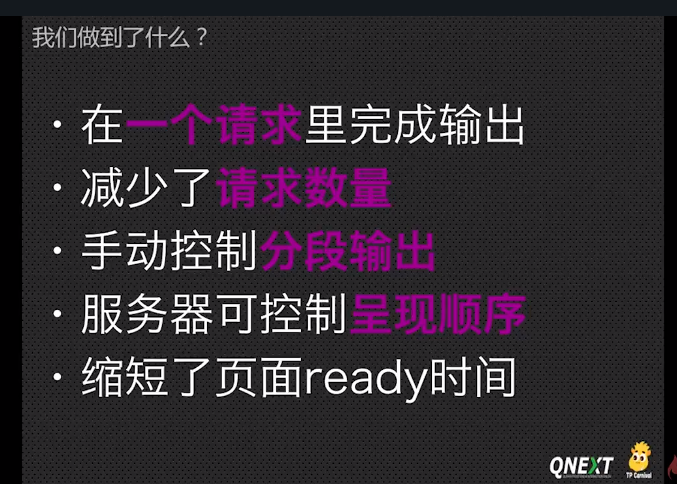 我们做到了什么？
· 在一个请求里完成输出
· 减少了请求数量
· 手动控制分段输出
· 服务器可控制呈现顺序
· 缩短了页面ready时间
QNEXT
TP Carnival